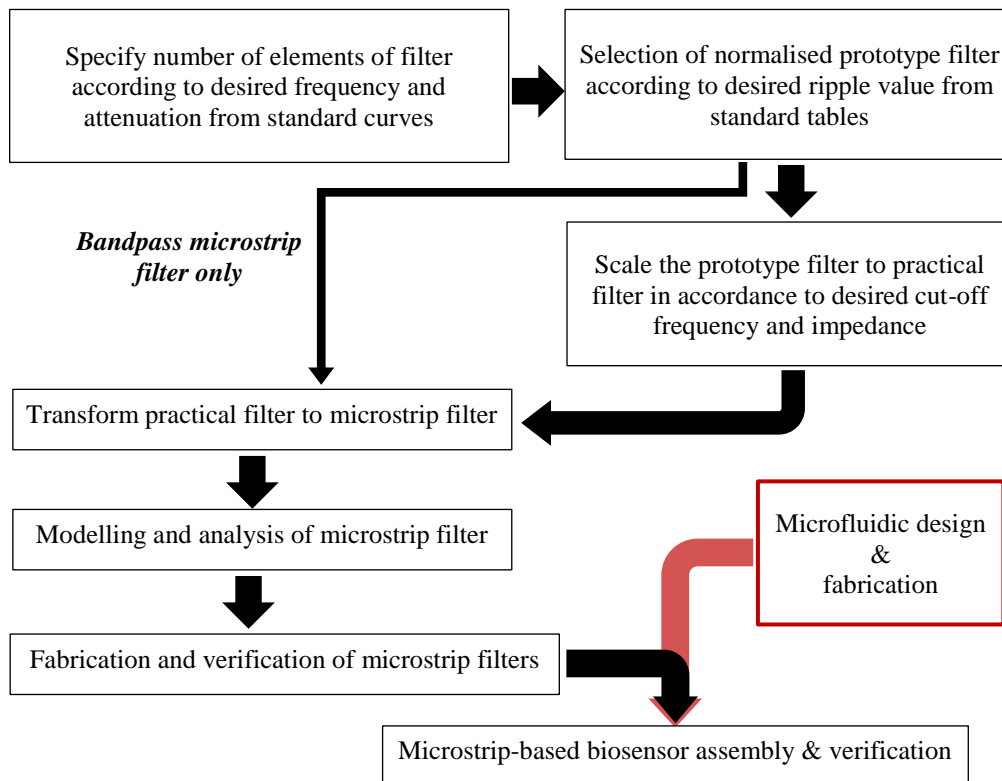 Specify number of elements of filter
according to desired frequency and
attenuation from standard curves
Selection of normalised prototype filter
according to desired ripple value from
standard tables
Bandpass microstrip
filter only
Scale the prototype filter to practical
filter in accordance to desired cut-off
frequency and impedance
Transform practical filter to microstrip filter
Modelling and analysis of microstrip filter
Microfluidic design
&
fabrication
Fabrication and verification of microstrip filters
Microstrip-based biosensor assembly & verification